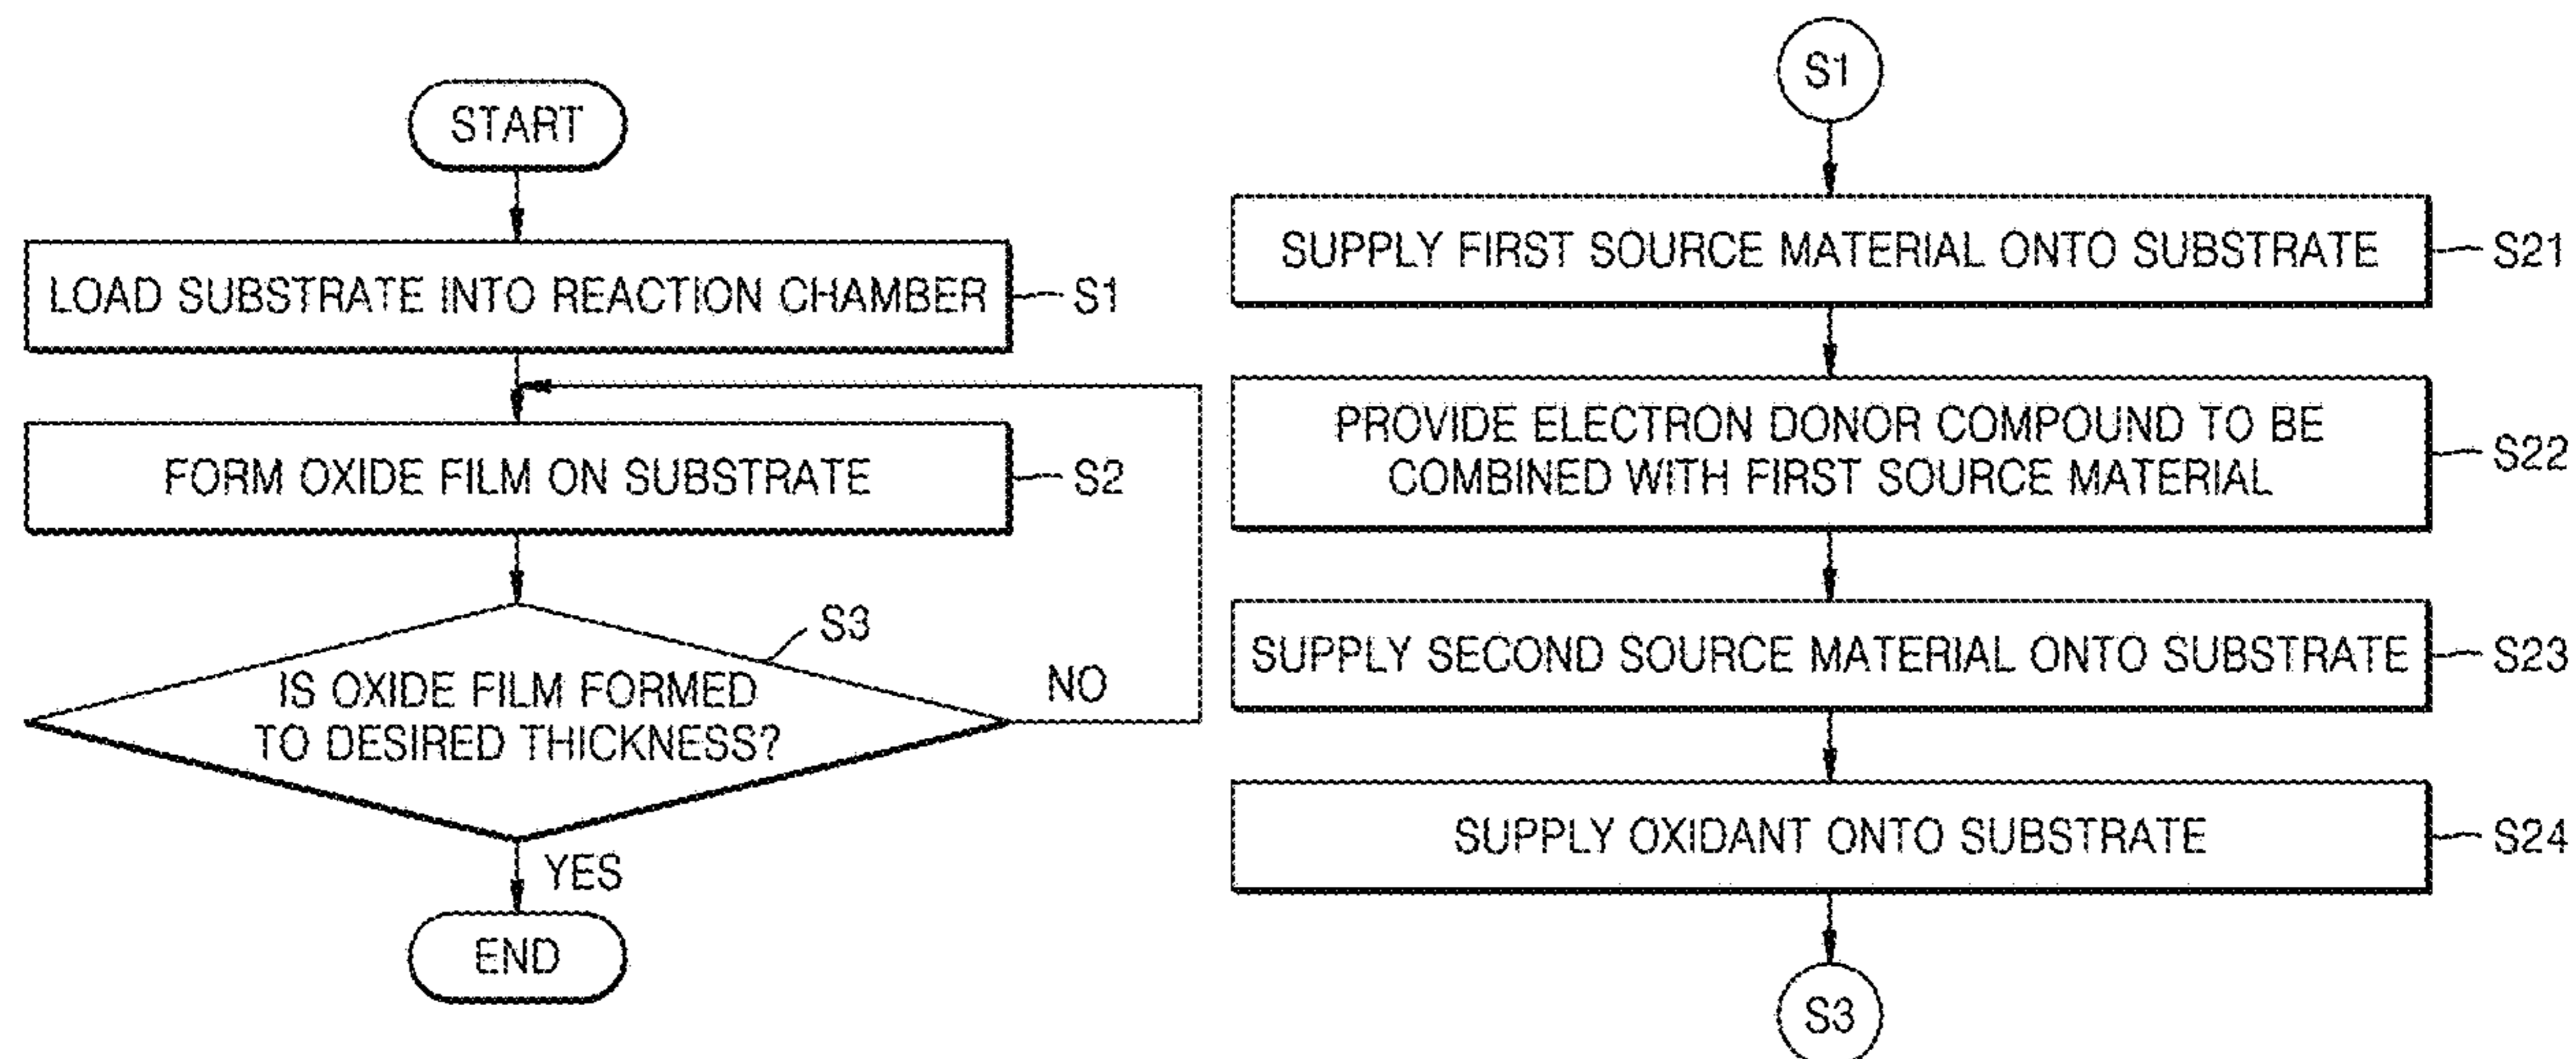 START
LOAD SUBSTRATE INTO REACTION CHAMBER
S1
FORM OXIDE FILM ON SUBSTRATE
S2
S3
IS OXIDE FILM FORMED
TO DESIRED THICKNESS?
NO
YES
END
S1
SUPPLY FIRST SOURCE MATERIAL ONTO SUBSTRATE
S21
PROVIDE ELECTRON DONOR COMPOUND TO BE
COMBINED WITH FIRST SOURCE MATERIAL
S22
SUPPLY SECOND SOURCE MATERIAL ONTO SUBSTRATE
S23
SUPPLY OXIDANT ONTO SUBSTRATE
S24
S3